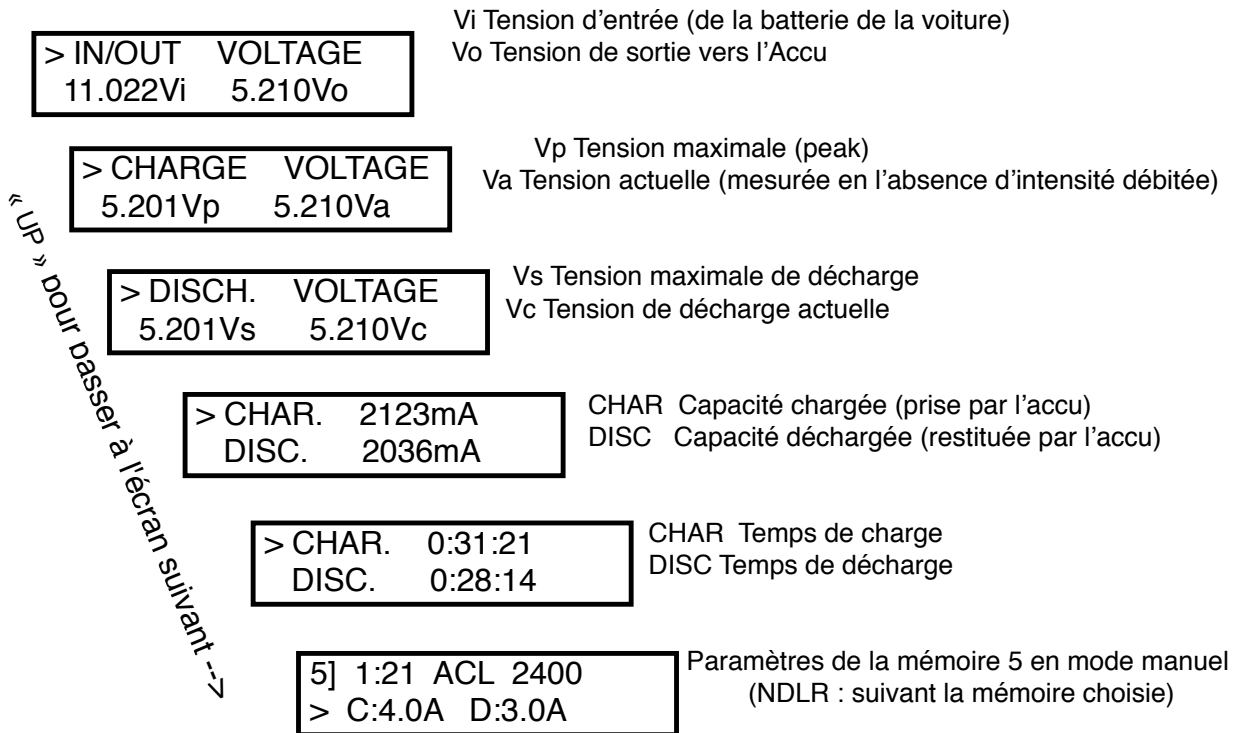 Vi Tension d’entrée (de la batterie de la voiture)
> IN/OUT VOLTAGE
Vo Tension de sortie vers l’Accu
11.022Vi 5.210Vo
Vp Tension maximale (peak)
> CHARGE VOLTAGE
Va Tension actuelle (mesurée en l’absence d’intensité débitée)
5.201Vp 5.210Va
« UP » pour passer à l'écran suivant -->
Vs Tension maximale de décharge
> DISCH. VOLTAGE
Vc Tension de décharge actuelle
5.201Vs 5.210Vc
> CHAR. 2123mA
CHAR Capacité chargée (prise par l’accu)
DISC. 2036mA
DISC Capacité déchargée (restituée par l’accu)
> CHAR. 0:31:21
CHAR Temps de charge
DISC. 0:28:14
DISC Temps de décharge
5] 1:21 ACL 2400
Paramètres de la mémoire 5 en mode manuel
> C:4.0A D:3.0A
(NDLR : suivant la mémoire choisie)